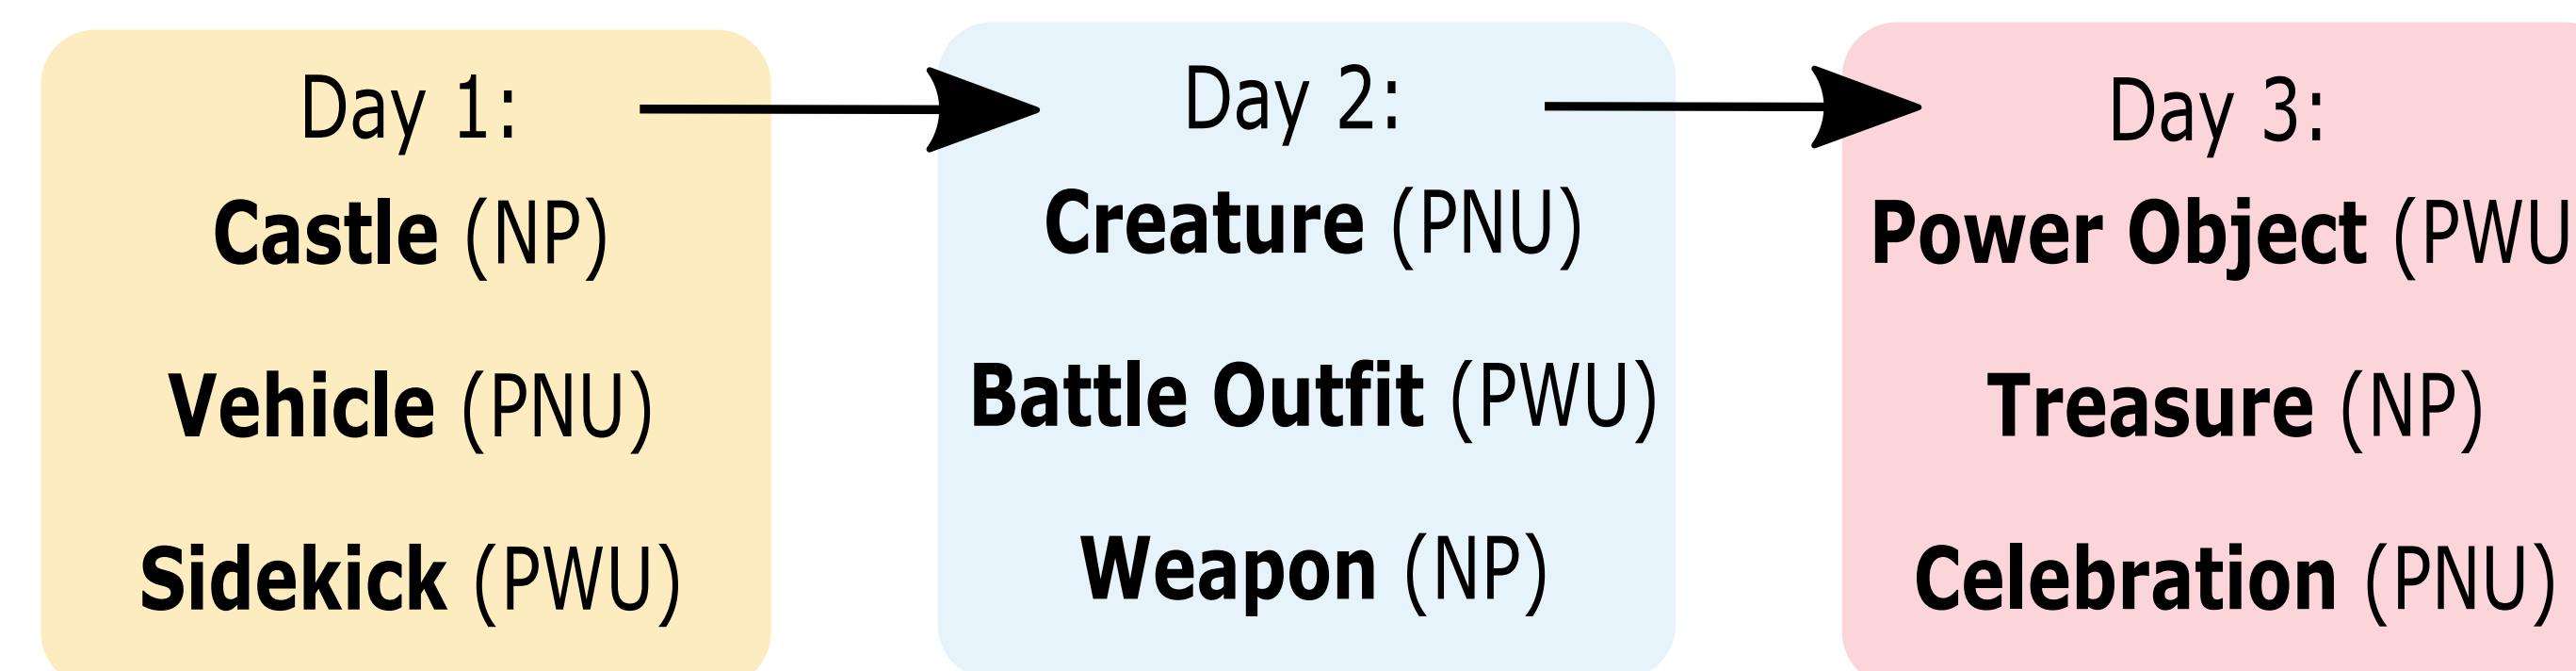 Day 1:
Castle (NP)
Vehicle (PNU)
Sidekick (PWU)
Day 2:
Creature (PNU)
Battle Outfit (PWU)
Weapon (NP)
Day 3:
Power Object (PWU
Treasure (NP)
Celebration (PNU)